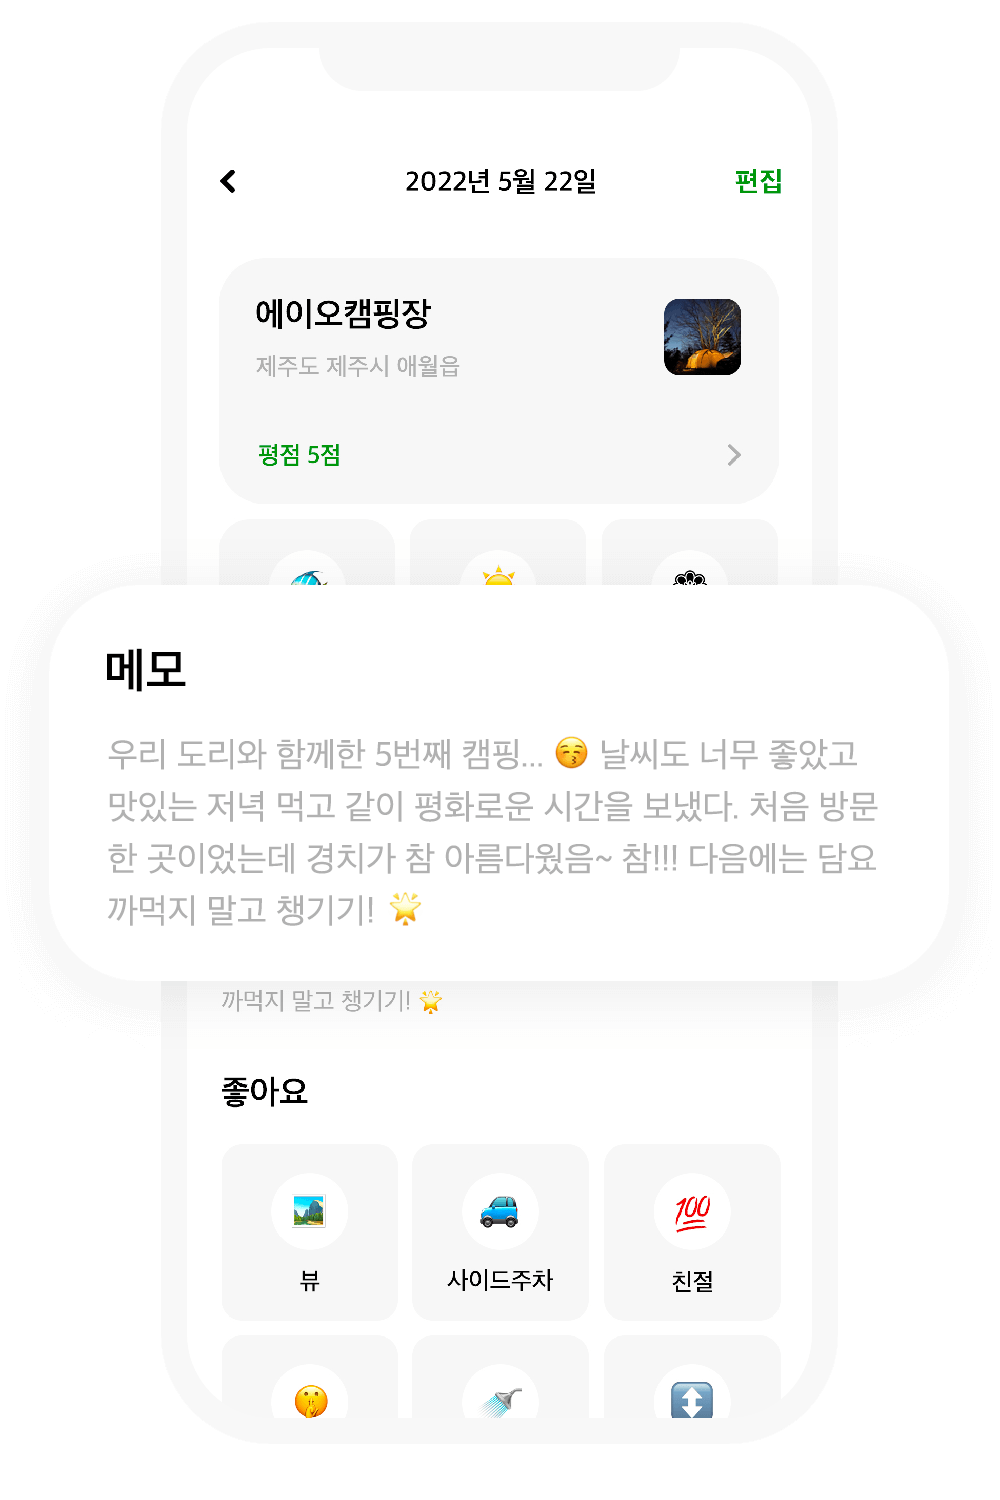 2022년 5월 22일
편집
에이오캠핑장
제주도 제주시 애월읍
평점 5점
메모
우리 도리와 함께한 5번째 캠핑... 😚 날씨도 너무 좋았고
맛있는 저녁 먹고 같이 평화로운 시간을 보냈다. 처음 방문
한 곳이었는데 경치가 참 아름다웠음~ 참!!! 다음에는 담요
까먹지 말고 챙기기! 🌟
까먹지 말고 챙기기! 🌟
좋아요
뷰
사이드주차
친절